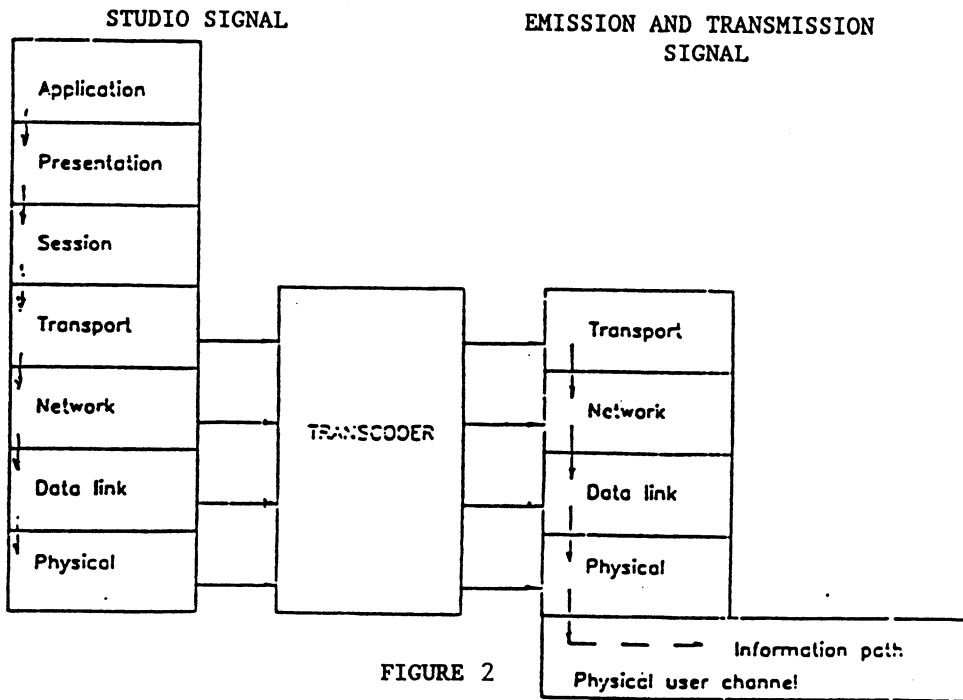 STUDIO SIGNAL
EMISSION AND TRANSMISSION
SIGNAL
Application
Presentation
Session
Transport
Network
Data link
Physical
TRANSCODER
Transport
Network
Data link
Physical
Information path
Physical user channel
FIGURE 2